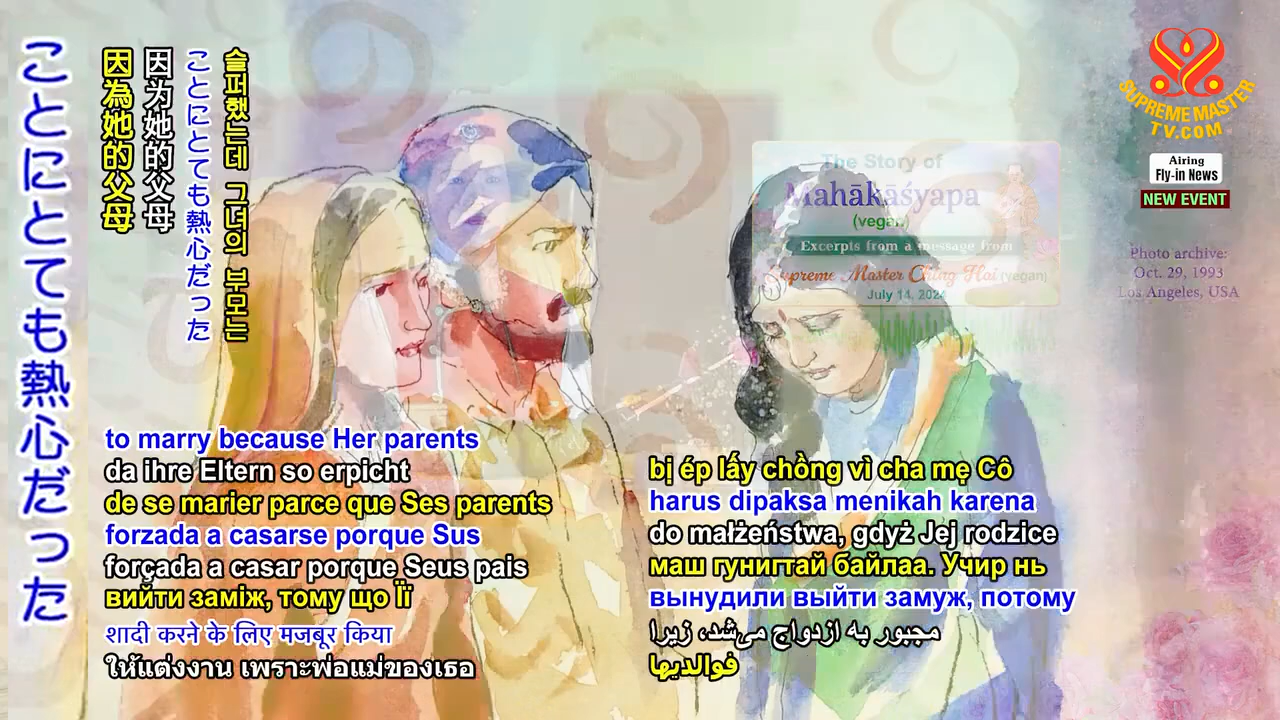 ことにとても熱心だった
因為她的父母
因为她的父母
ことにとても熱心だった
슬퍼했는데 그녀의 부모는
SUPREME MASTER
TV.COM
Airing
Fly-in News
NEW EVENT
The Story of
Mahākāśyapa
(vegan)
Excerpts from a message from
Supreme Master Ching Hai (vegan)
July 14, 2024
Photo archive:
Oct. 29, 1993
Los Angeles, USA
to marry because Her parents
da ihre Eltern so erpicht
de se marier parce que Ses parents
forzada a casarse porque Sus
forçada a casar porque Seus pais
вийти заміж, тому що Її
शादी करने के लिए मजबूर किया
ให้แต่งงาน เพราะพ่อแม่ของเธอ
bị ép lấy chồng vì cha mẹ Cô
harus dipaksa menikah karena
do małżeństwa, gdyż Jej rodzice
маш гунигтай байлаа. Учир нь
вынудили выйти замуж, потому
مجبور به ازدواج می‌شد، زیرا
فوالديها